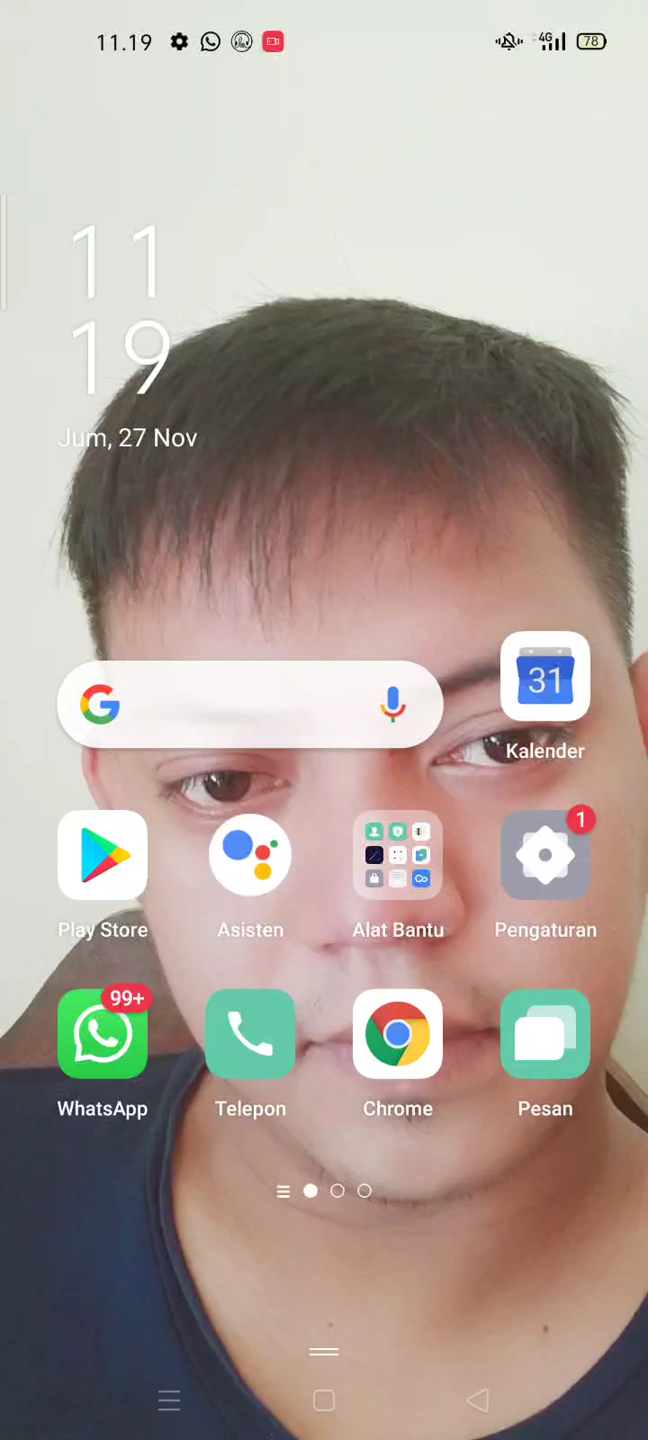 11.19
4G
78
11
19
Jum, 27 Nov
31
Kalender
1
Play Store
Asisten
Alat Bantu
Pengaturan
99+
WhatsApp
Telepon
Chrome
Pesan